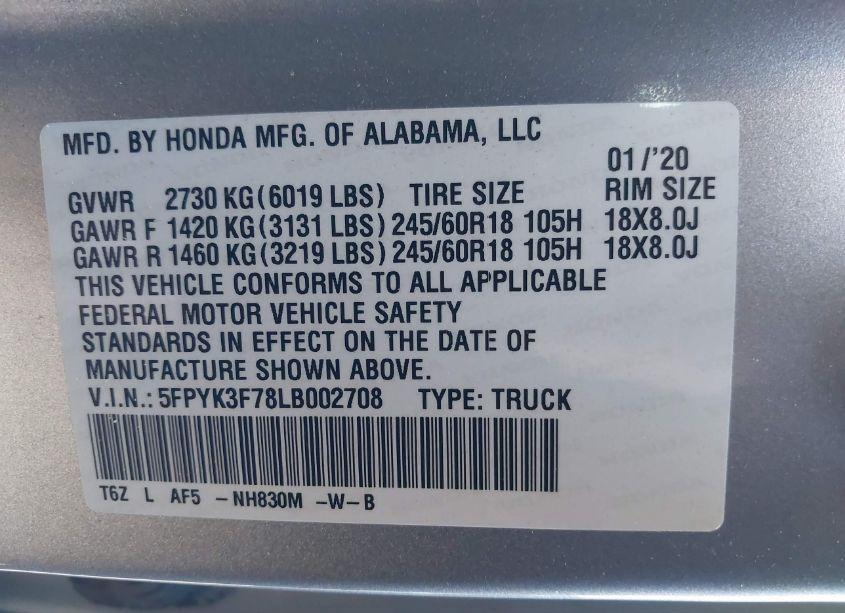 MFD. BY HONDA MFG. OF ALABAMA, LLC
01/'20
GVWR 2730 KG(6019 LBS) TIRE SIZE RIM SIZE
GAWR F 1420 KG(3131 LBS) 245/60R18 105H 18X8.0J
GAWR R 1460 KG(3219 LBS) 245/60R18 105H 18X8.0J
THIS VEHICLE CONFORMS TO ALL APPLICABLE
FEDERAL MOTOR VEHICLE SAFETY
STANDARDS IN EFFECT ON THE DATE OF
MANUFACTURE SHOWN ABOVE.
V.I.N.: 5FPYK3F78LB002708 TYPE: TRUCK
T6Z L AF5 -NH830M -W-B